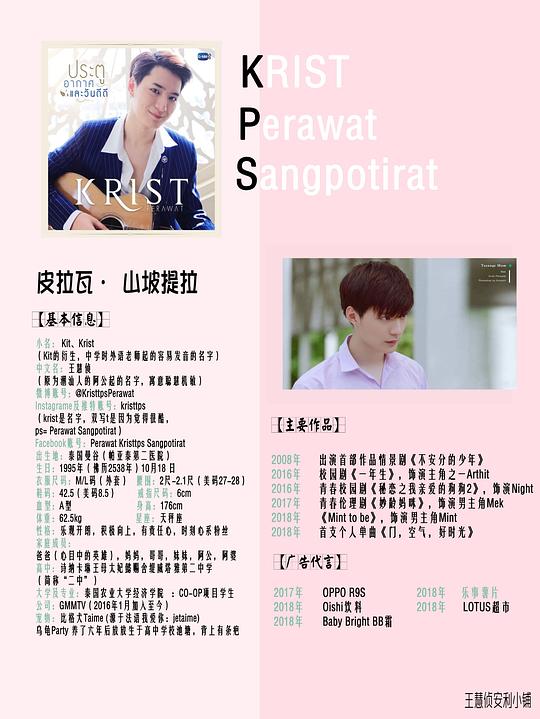 ประตู
อากาศ
และวันดีดี
KRIST
PERAWAT
KRIST
Perawat
Sangpotirat
皮拉瓦· 山坡提拉
【基本信息】
小名：Kit、Krist
（Kit的衍生，中学时外语老师起的容易发音的名字）
中文名：王慧侦
（原为潮汕人的阿公起的名字，寓意聪慧机敏）
微博账号：@KristtpsPerawat
Instagrame及推特账号：kristtps
（krist是名字，双写t是因为觉得很酷，
ps= Perawat Sangpotirat）
Facebook账号：Perawat Kristtps Sangpotirat
出生地：泰国曼谷（帕亚泰第二医院）
生日：1995年（佛历2538年）10月18日
衣服尺码：M/L码（外套） 腰围：2尺-2.1尺（美码27-28）
鞋码：42.5（美码8.5） 戒指尺码：6cm
血型：A型 身高：178cm
体重：62.5kg 星座：天秤座
性格：乐观开朗，积极向上，有责任心，时刻心系粉丝
家庭成员：
爸爸（心目中的英雄），妈妈，哥哥，妹妹，阿公，阿婆
高中：诗纳卡琳王母太妃懿赐舍缇威塔雅第二中学
（简称“二中”）
大学及专业：泰国农业大学经济学院 ：CO-OP项目学生
公司：GMMTV（2016年1月加入至今）
宠物：比格犬Taime（源于法语我爱你：jetaime)
乌龟Party 养了六年后放放生于高中学校池塘，背上有条疤
【主要作品】
2008年 出演首部作品情景剧《不安分的少年》
2016年 校园剧《一年生》，饰演主角之一Arthit
2016年 青春校园剧《秘恋之我亲爱的狗狗2》，饰演Night
2017年 青春伦理剧《妙龄妈咪》，饰演男主角Mek
2018年 《Mint to be》，饰演男主角Mint
2018年 首支个人单曲《门，空气，好时光》
【广告代言】
2017年 OPPO R9S 2018年 乐事薯片
2018年 Oishi饮料 2018年 LOTUS超市
2018年 Baby Bright BB霜
王慧侦安利小铺